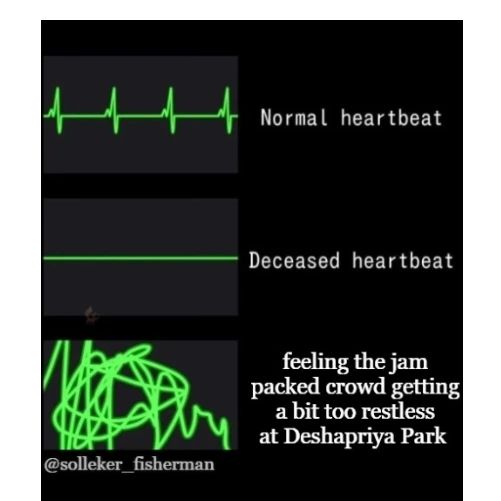 Normal heartbeat
Deceased heartbeat
feeling the jam
packed crowd getting
a bit too restless
at Deshapriya Park
@solleker_fisherman